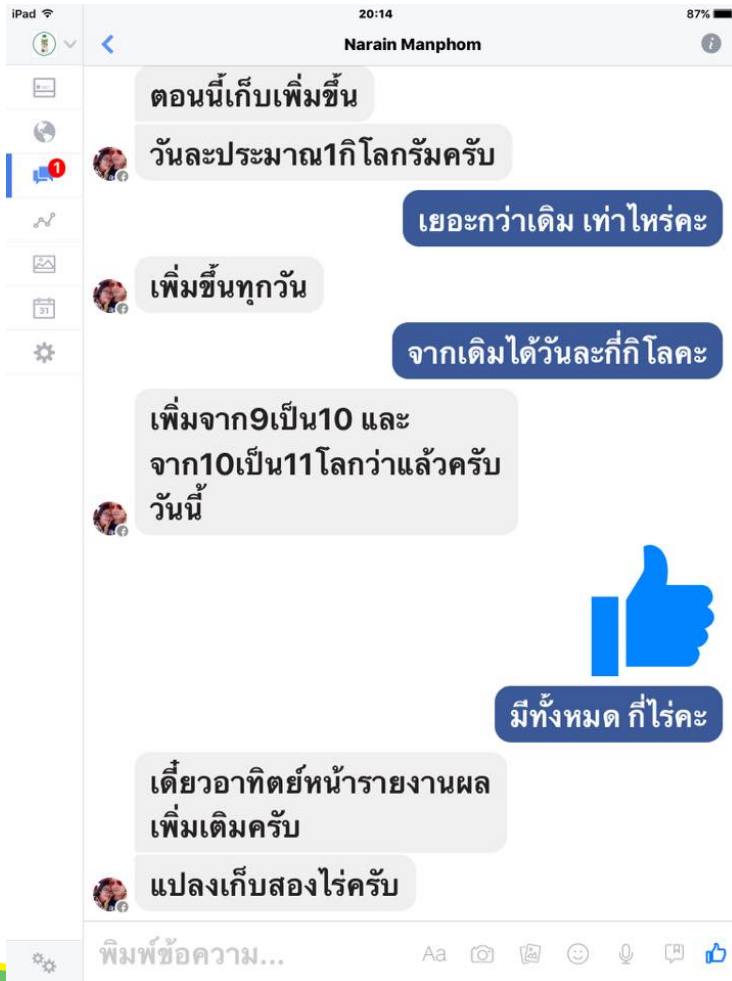 iPad
20:14
87%
Narain Manphom
ตอนนี้เก็บเพิ่มขึ้น
วันละประมาณ1กิโลกรัมครับ
1
เยอะกว่าเดิม เท่าไหร่คะ
เพิ่มขึ้นทุกวัน
31
จากเดิมได้วันละกี่กิโลคะ
เพิ่มจาก9เป็น10 และ
จาก10เป็น11โลกว่าแล้วครับ
วันนี้
มีทั้งหมด กี่ไร่คะ
เดี๋ยวอาทิตย์หน้ารายงานผล
เพิ่มเติมครับ
แปลงเก็บสองไร่ครับ
พิมพ์ข้อความ...
Aa